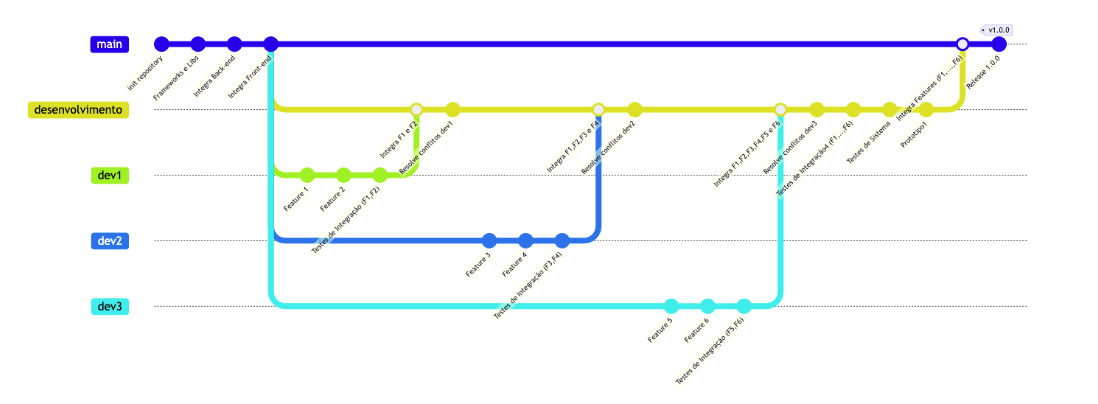 v1.0.0
main
init repository
Frameworks e Libs
Integra Back-end
Integra Front-end
Integra Features (F1,...,F6)
Release 1.0.0
desenvolvimento
Integra F1 e F2
Resolve conflitos dev1
Integra F1,F2,F3 e F4
Resolve conflitos dev2
Integra F1,F2,F3,F4,F5 e F6
Resolve conflitos dev3
Testes de Integração4 (F1,...,F6)
Testes de Sistema
Prototipo1
dev1
Feature 1
Feature 2
Testes de Integração (F1,F2)
dev2
Feature 3
Feature 4
Testes de Integração (F3,F4)
dev3
Feature 5
Feature 6
Testes de Integração (F5,F6)